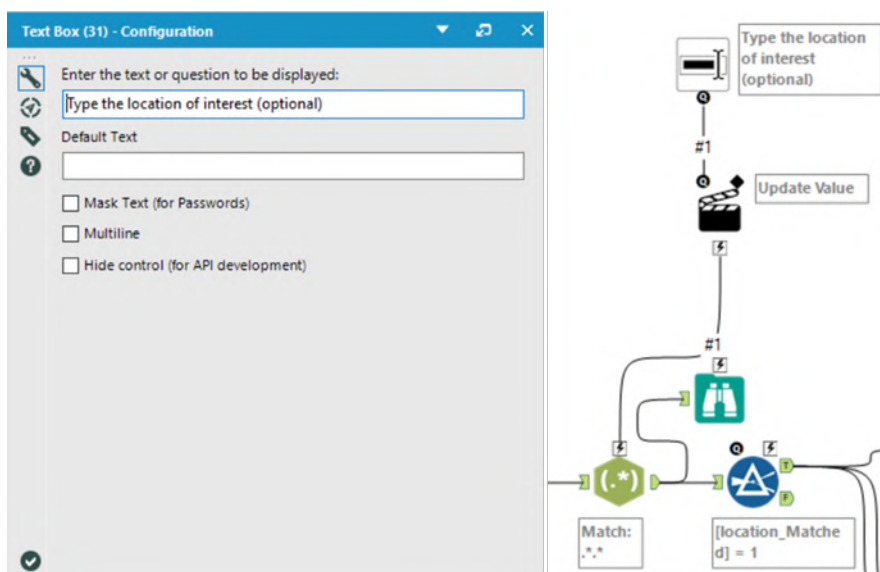 Text Box (31) - Configuration
Enter the text or question to be displayed:
Type the location of interest (optional)
Default Text
Mask Text (for Passwords)
Multiline
Hide control (for API development)
Type the location
of interest
(optional)
Q
#1
Q
Update Value
#1
(.*)
Q
T
F
Match:
.*.*
[location_Matche
d] = 1